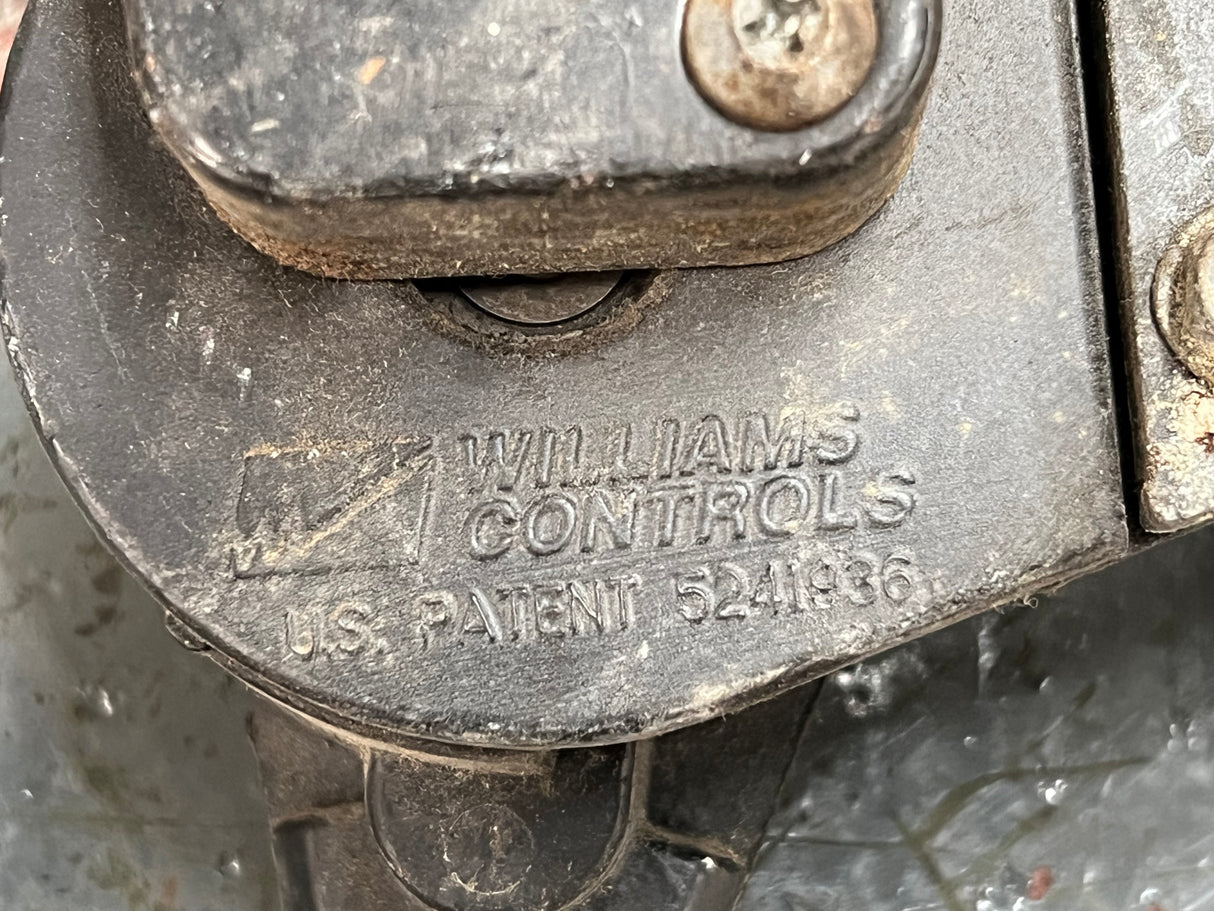 WILLIAMS
CONTROLS
U.S. PATENT 5241936